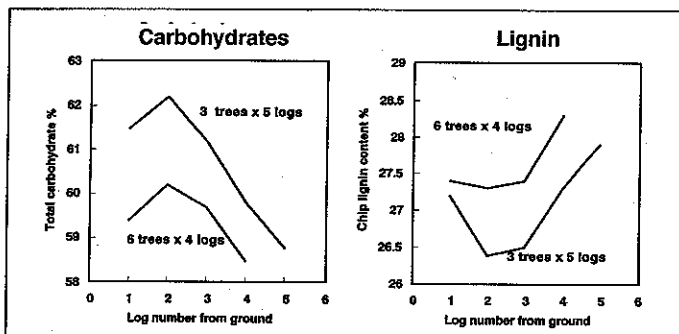 Carbohydrates
63
62
61
60
59
58
Total carbohydrate %
3 trees x 5 logs
6 trees x 4 logs
0 1 2 3 4 5 6
Log number from ground
Lignin
29
28.5
28
27.5
27
26.5
26
Chip lignin content %
6 trees x 4 logs
3 trees x 5 logs
0 1 2 3 4 5 6
Log number from ground